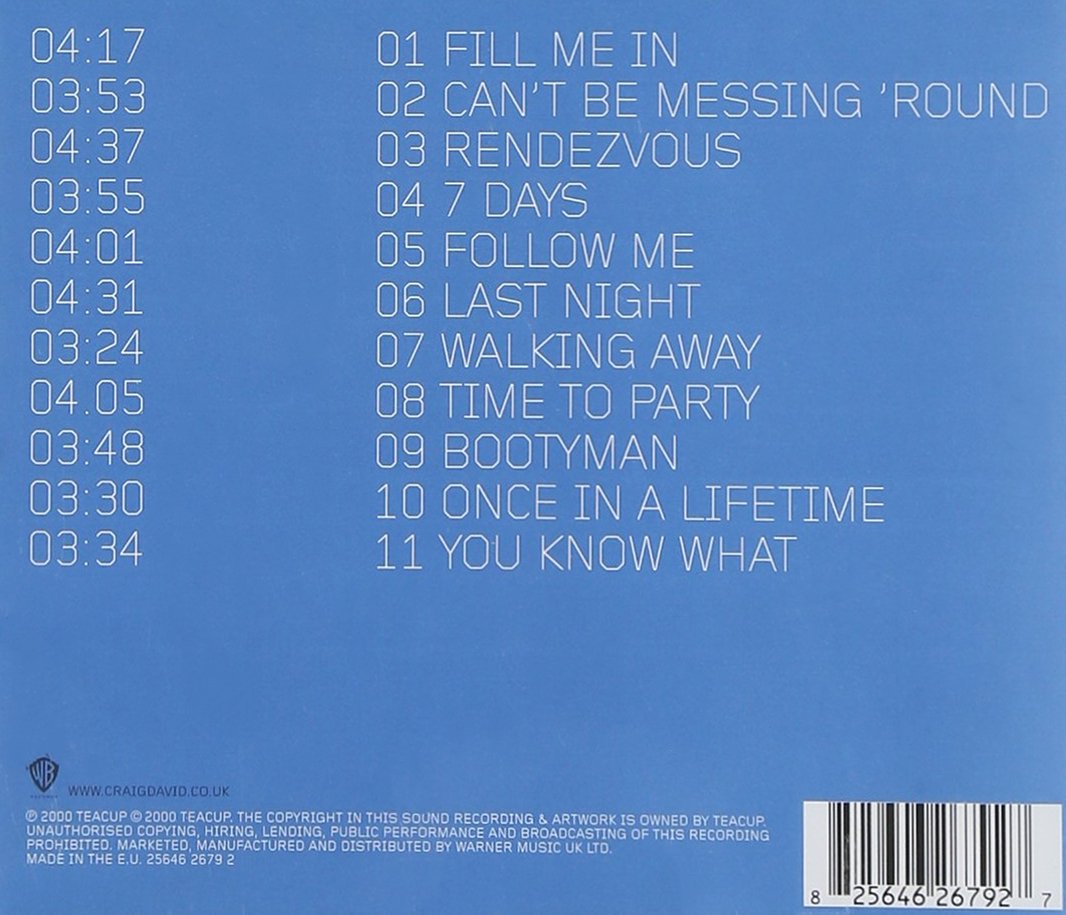 04:17 01 FILL ME IN
03:53 02 CAN'T BE MESSING 'ROUND
04:37 03 RENDEZVOUS
03:55 04 7 DAYS
04:01 05 FOLLOW ME
04:31 06 LAST NIGHT
03:24 07 WALKING AWAY
04.05 08 TIME TO PARTY
03:48 09 BOOTYMAN
03:30 10 ONCE IN A LIFETIME
03:34 11 YOU KNOW WHAT
WB
WWW.CRAIGDAVID.CO.UK
℗ 2000 TEACUP © 2000 TEACUP. THE COPYRIGHT IN THIS SOUND RECORDING & ARTWORK IS OWNED BY TEACUP.
UNAUTHORISED COPYING, HIRING, LENDING, PUBLIC PERFORMANCE AND BROADCASTING OF THIS RECORDING
PROHIBITED. MARKETED, MANUFACTURED AND DISTRIBUTED BY WARNER MUSIC UK LTD.
MADE IN THE E.U. 25646 2679 2
8 25646 26792 7